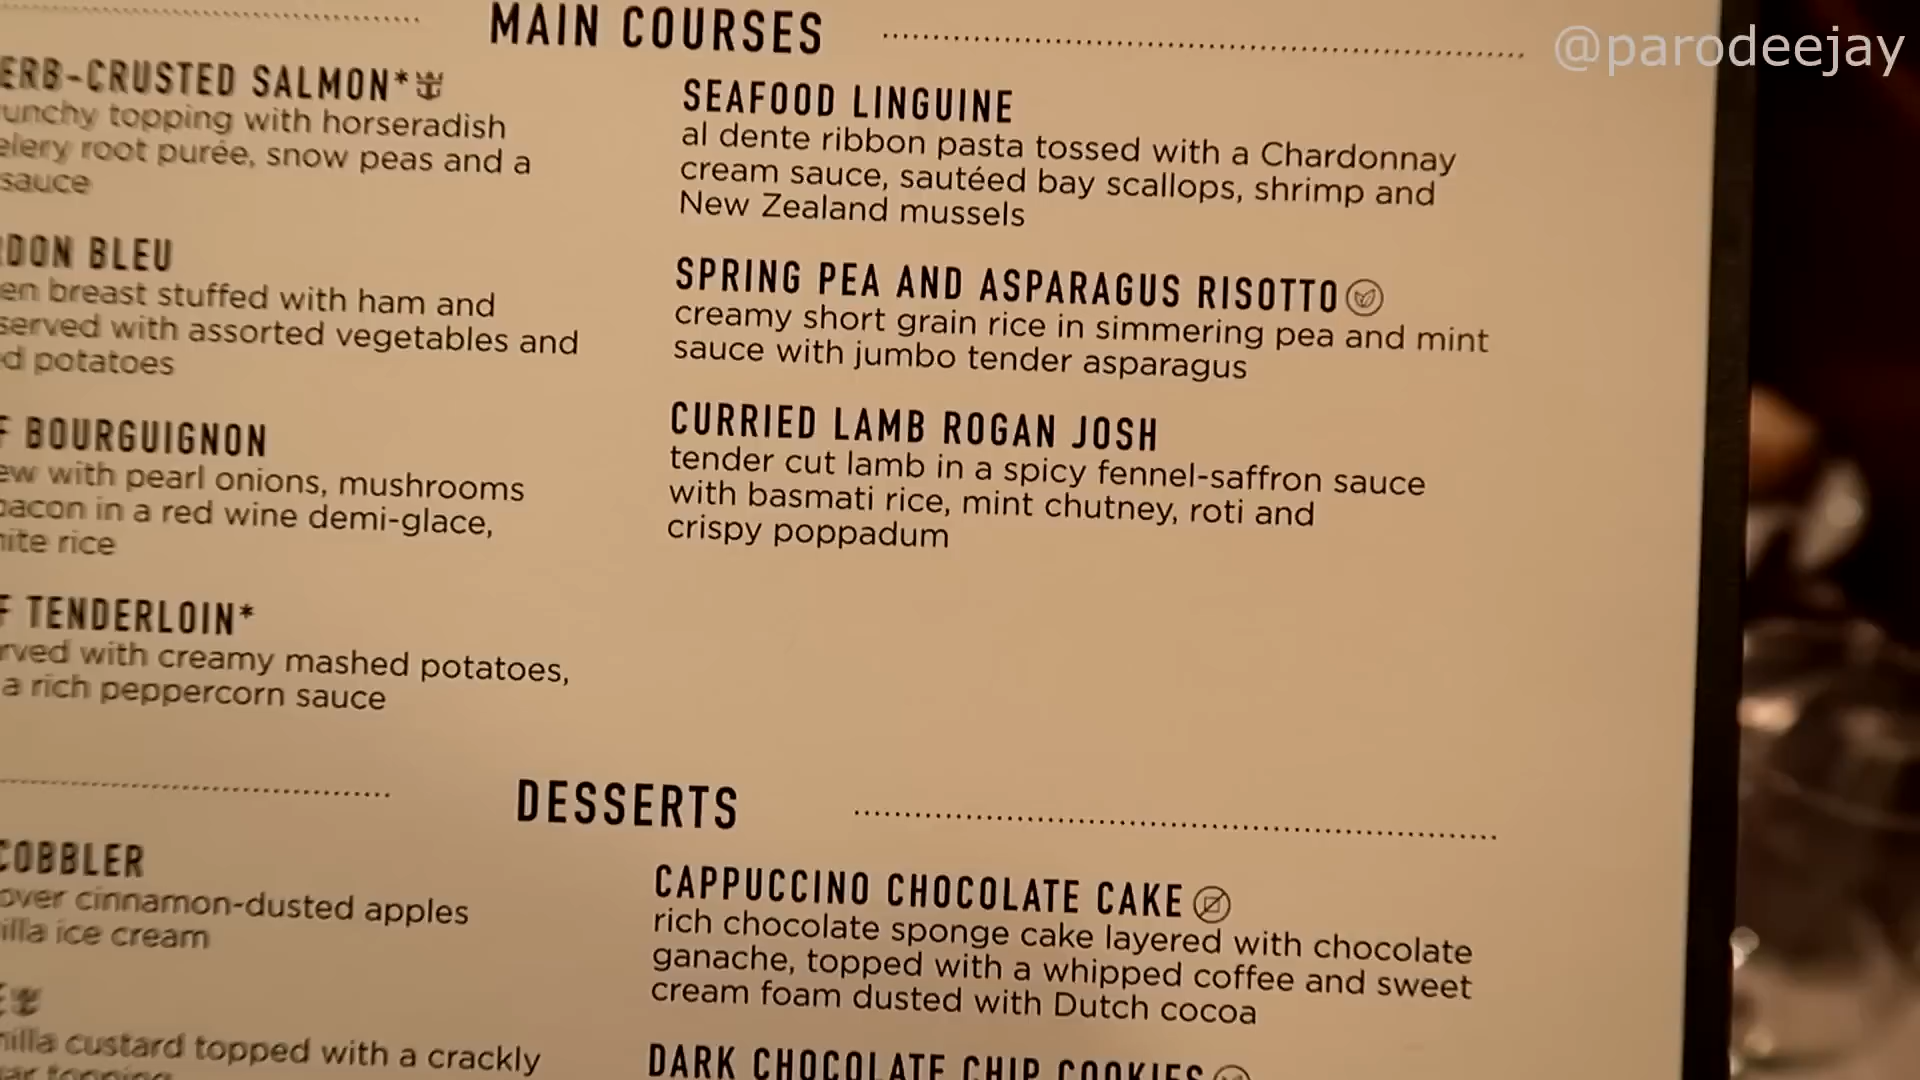 @parodeejay
MAIN COURSES
ERB-CRUSTED SALMON*
unchy topping with horseradish
elery root purée, snow peas and a
sauce
DON BLEU
en breast stuffed with ham and
served with assorted vegetables and
d potatoes
F BOURGUIGNON
ew with pearl onions, mushrooms
bacon in a red wine demi-glace,
ite rice
F TENDERLOIN*
rved with creamy mashed potatoes,
a rich peppercorn sauce
SEAFOOD LINGUINE
al dente ribbon pasta tossed with a Chardonnay
cream sauce, sautéed bay scallops, shrimp and
New Zealand mussels
SPRING PEA AND ASPARAGUS RISOTTO
creamy short grain rice in simmering pea and mint
sauce with jumbo tender asparagus
CURRIED LAMB ROGAN JOSH
tender cut lamb in a spicy fennel-saffron sauce
with basmati rice, mint chutney, roti and
crispy poppadum
DESSERTS
COBBLER
over cinnamon-dusted apples
illa ice cream
nilla custard topped with a crackly
CAPPUCCINO CHOCOLATE CAKE
rich chocolate sponge cake layered with chocolate
ganache, topped with a whipped coffee and sweet
cream foam dusted with Dutch cocoa
DARK CHOCOLATE CHIP COOKIES